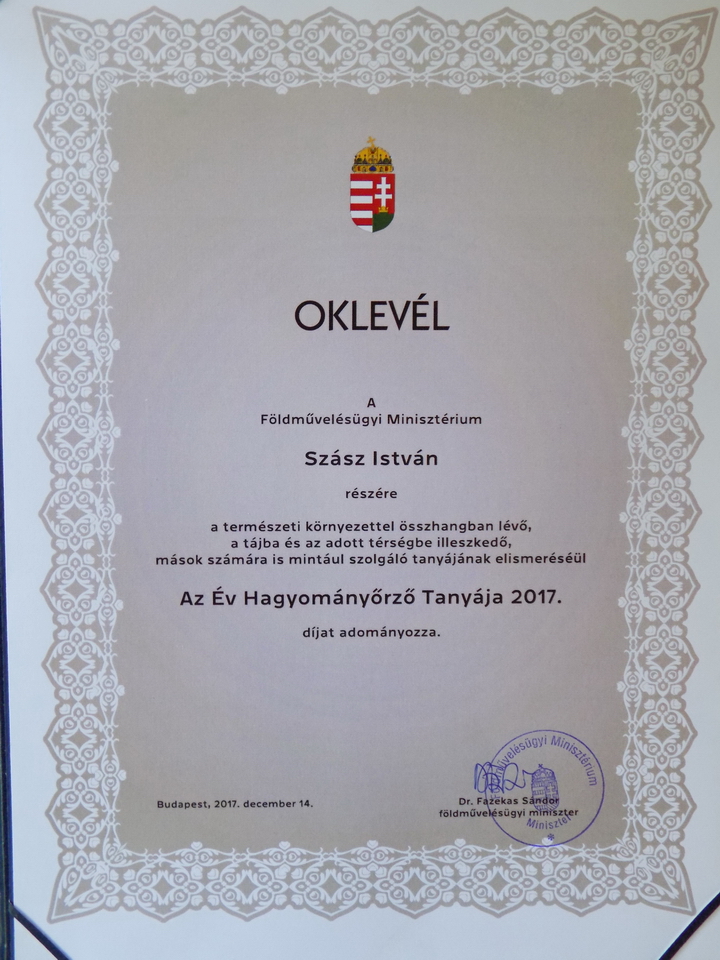 OKLEVÉL
A
Földművelésügyi Minisztérium
Szász István
részére
a természeti környezettel összhangban lévő,
a tájba és az adott térségbe illeszkedő,
mások számára is mintául szolgáló tanyájának elismeréséül
Az Év Hagyományőrző Tanyája 2017.
díjat adományozza.
Budapest, 2017. december 14.
Dr. Fazekas Sándor
földművelésügyi miniszter
Minisztérium
Miniszter